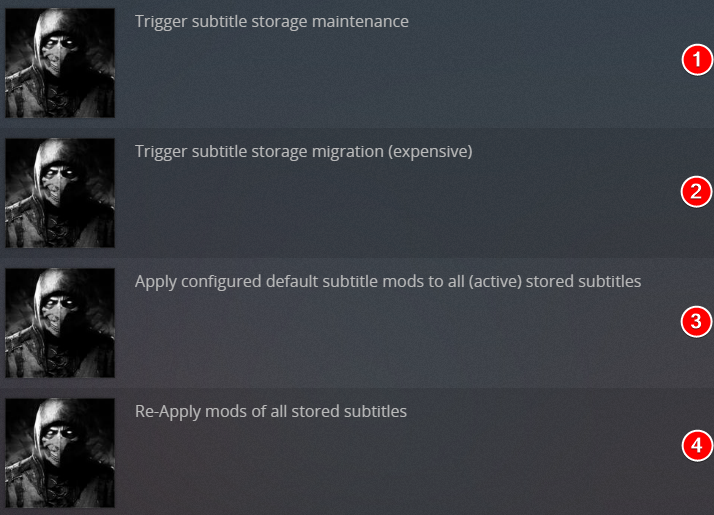 Trigger subtitle storage maintenance
1
Trigger subtitle storage migration (expensive)
2
Apply configured default subtitle mods to all (active) stored subtitles
3
Re-Apply mods of all stored subtitles
4